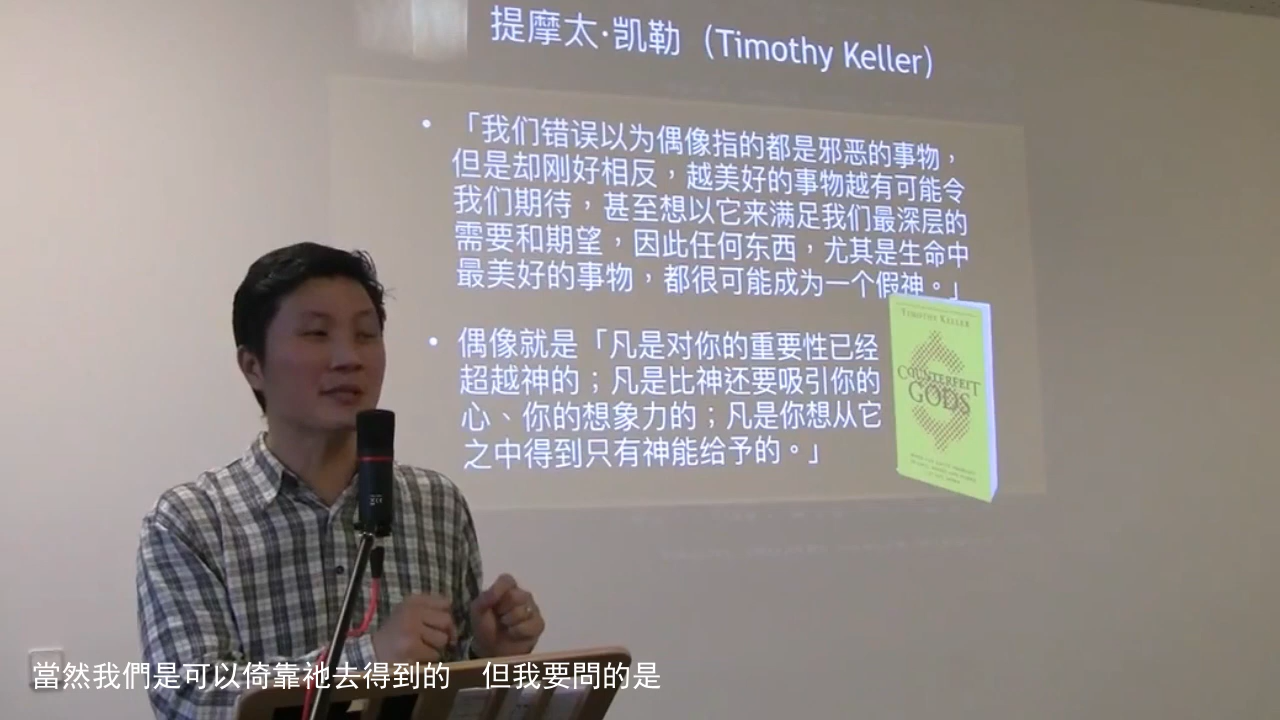 提摩太·凯勒（Timothy Keller）
• 「我们错误以为偶像指的都是邪恶的事物，
但是却刚好相反，越美好的事物越有可能令
我们期待，甚至想以它来满足我们最深层的
需要和期望，因此任何东西，尤其是生命中
最美好的事物，都很可能成为一个假神。」
• 偶像就是「凡是对你的重要性已经
超越神的；凡是比神还要吸引你的
心、你的想象力的；凡是你想从它
之中得到只有神能给予的。」
TIMOTHY KELLER
COUNTERFEIT
GODS
當然我們是可以倚靠祂去得到的　但我要問的是